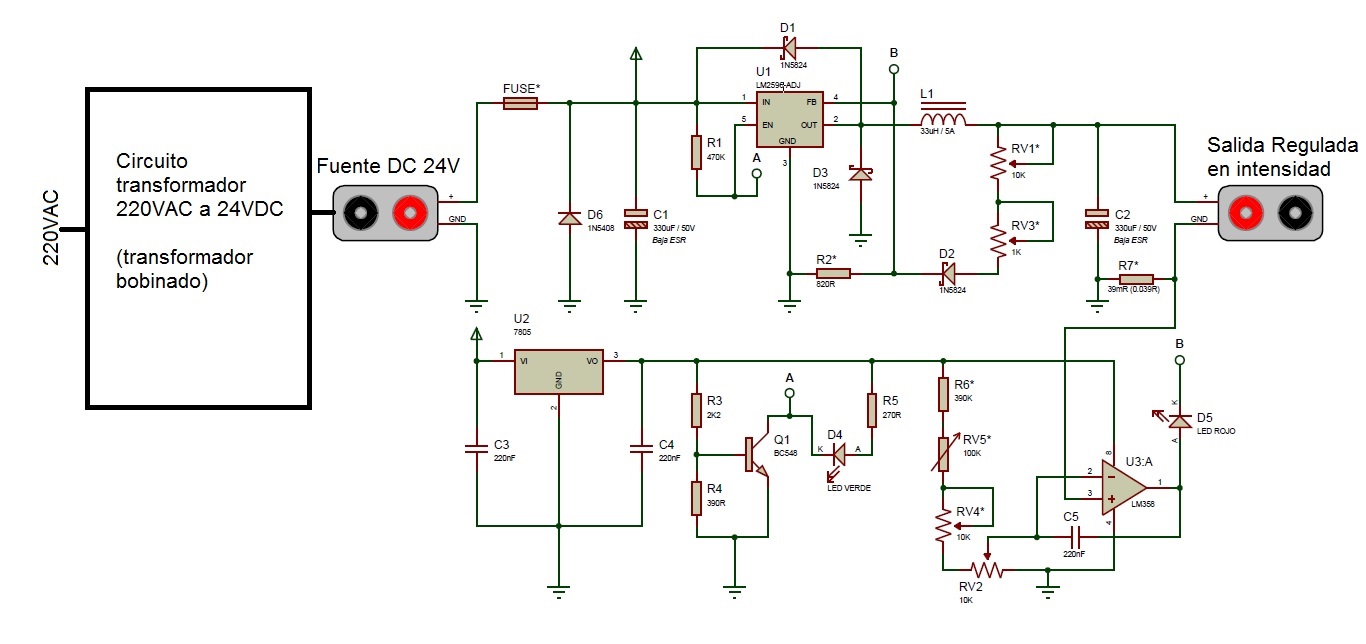 220VAC
Circuito
transformador
220VAC a 24VDC
(transformador
bobinado)
Fuente DC 24V
+
GND
FUSE*
D6
1N5408
C1
330uF / 50V
Baja ESR
R1
470K
D1
1N5824
U1
LM2596-ADJ
1
IN
FB
4
5
EN
OUT
2
GND
3
A
B
D3
1N5824
L1
33uH / 5A
RV1*
10K
RV3*
1K
R2*
820R
D2
1N5824
C2
330uF / 50V
Baja ESR
R7*
39mR (0.039R)
Salida Regulada
en intensidad
+
GND
U2
7805
1
VI
VO
3
GND
2
C3
220nF
C4
220nF
R3
2K2
R4
390R
A
Q1
BC548
K
D4
A
LED VERDE
R5
270R
R6*
390K
RV5*
100K
RV4*
10K
RV2
10K
C5
220nF
B
K
D5
LED ROJO
A
U3:A
8
2
3
1
4
LM358